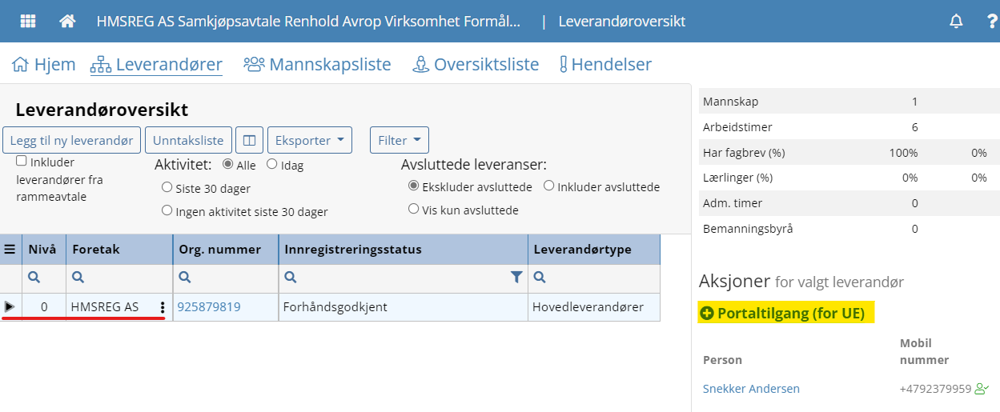 HMSREG AS Samkjøpsavtale Renhold Avrop Virksomhet Formål... | Leverandøroversikt
Hjem Leverandører Mannskapsliste Oversiktsliste Hendelser
Leverandøroversikt
Legg til ny leverandør Unntaksliste Eksporter Filter
Inkluder
leverandører fra
rammeavtale
Aktivitet: Alle Idag
Siste 30 dager
Ingen aktivitet siste 30 dager
Avsluttede leveranser:
Ekskluder avsluttede Inkluder avsluttede
Vis kun avsluttede
Nivå Foretak Org. nummer Innregistreringsstatus Leverandørtype
0 HMSREG AS 925879819 Forhåndsgodkjent Hovedleverandører
Mannskap 1
Arbeidstimer 6
Har fagbrev (%) 100% 0%
Lærlinger (%) 0% 0%
Adm. timer 0
Bemanningsbyrå 0
Aksjoner for valgt leverandør
Portaltilgang (for UE)
Person Mobil
nummer
Snekker Andersen +4792379959